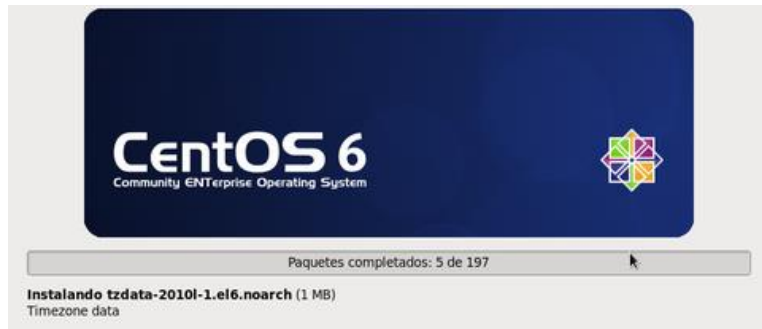 CentOS 6
Community ENTerprise Operating System
Paquetes completados: 5 de 197
Instalando tzdata-2010l-1.el6.noarch (1 MB)
Timezone data